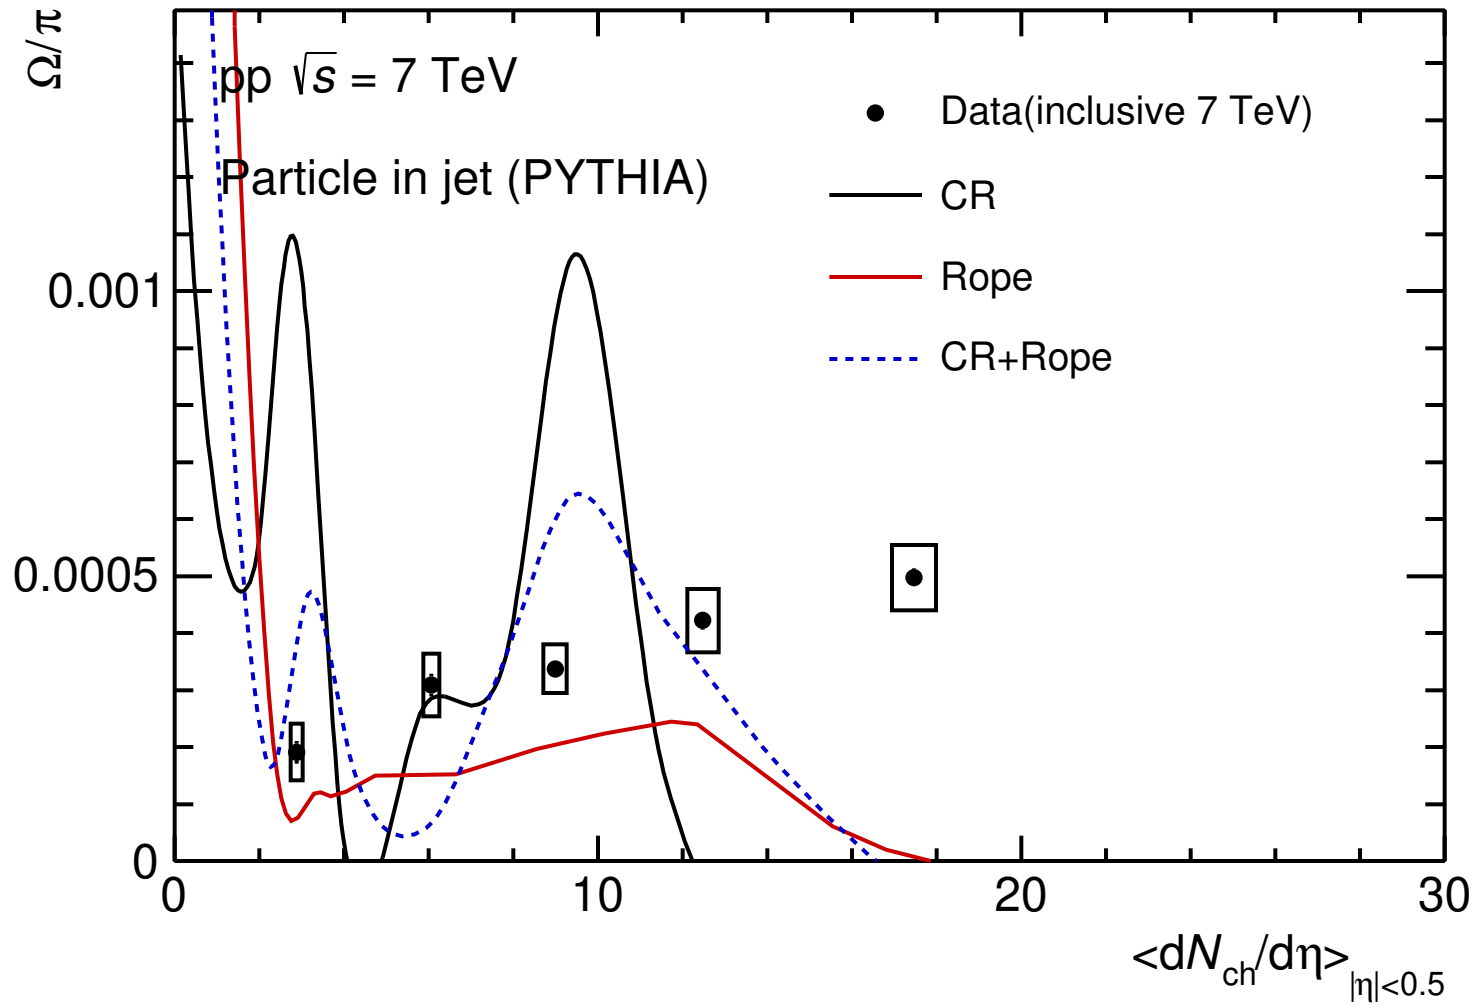 Ω/π
pp √s = 7 TeV
Particle in jet (PYTHIA)
Data(inclusive 7 TeV)
CR
Rope
CR+Rope
0.001
0.0005
0
0 10 20 30
<dN_ch/dη>_|η|<0.5